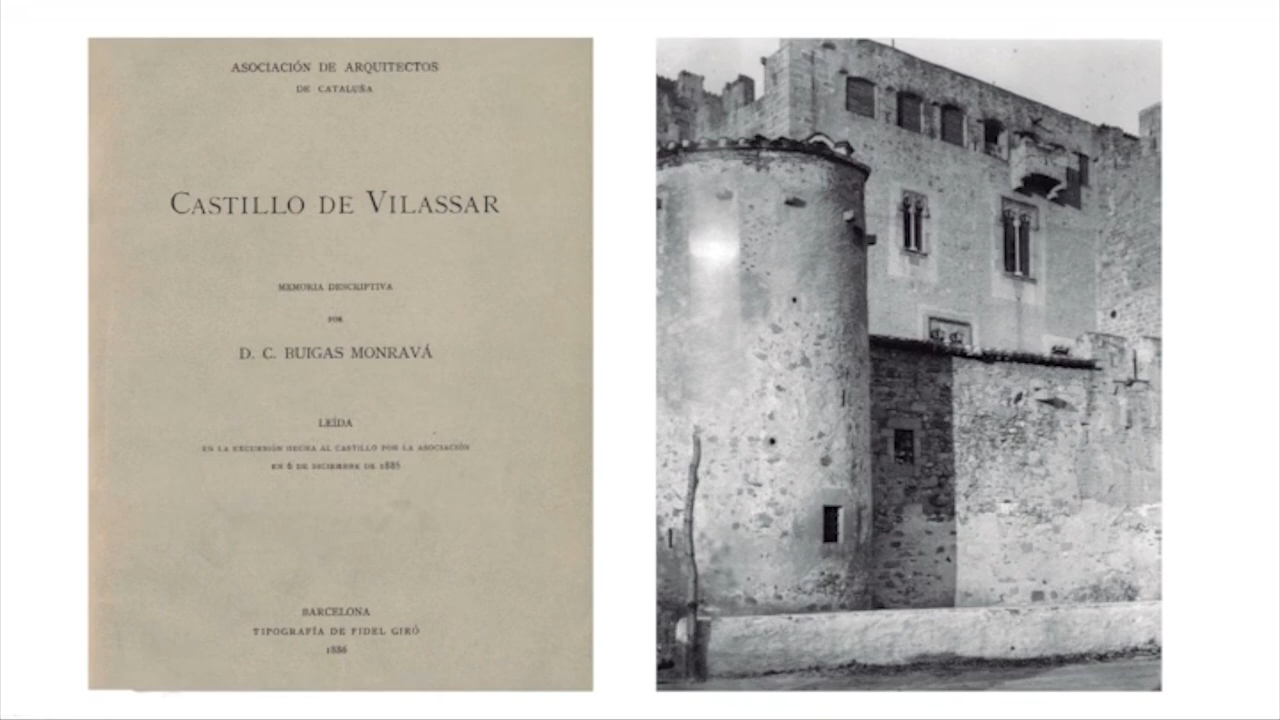 ASOCIACIÓN DE ARQUITECTOS
DE CATALUÑA
CASTILLO DE VILASSAR
MEMORIA DESCRIPTIVA
POR
D. C. BUIGAS MONRAVÁ
LEÍDA
EN LA EXCURSIÓN HECHA AL CASTILLO POR LA ASOCIACIÓN
EN 6 DE DICIEMBRE DE 1885
BARCELONA
TIPOGRAFÍA DE FIDEL GIRÓ
1886